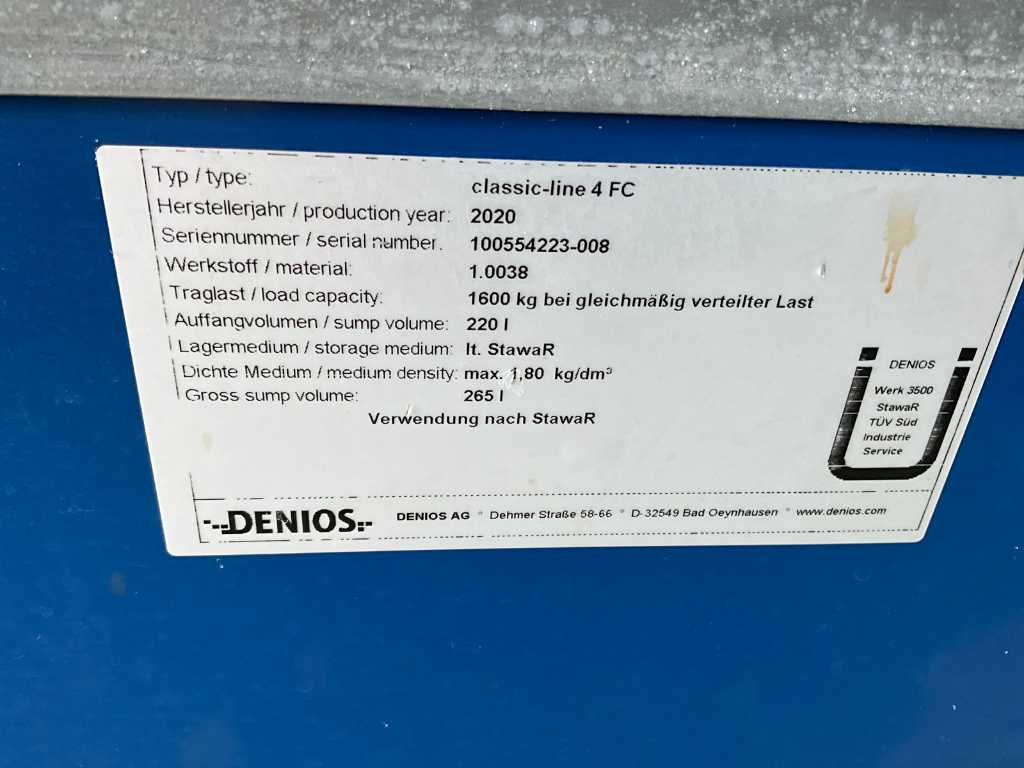 Typ / type: classic-line 4 FC
Herstellerjahr / production year: 2020
Seriennummer / serial number. 100554223-008
Werkstoff / material: 1.0038
Traglast / load capacity: 1600 kg bei gleichmäßig verteilter Last
Auffangvolumen / sump volume: 220 l
Lagermedium / storage medium: lt. StawaR
Dichte Medium / medium density: max. 1,80 kg/dm³
Gross sump volume: 265 l
Verwendung nach StawaR
DENIOS
Werk 3500
StawaR
TÜV Süd
Industrie
Service
DENIOS DENIOS AG * Dehmer Straße 58-66 * D-32549 Bad Oeynhausen * www.denios.com